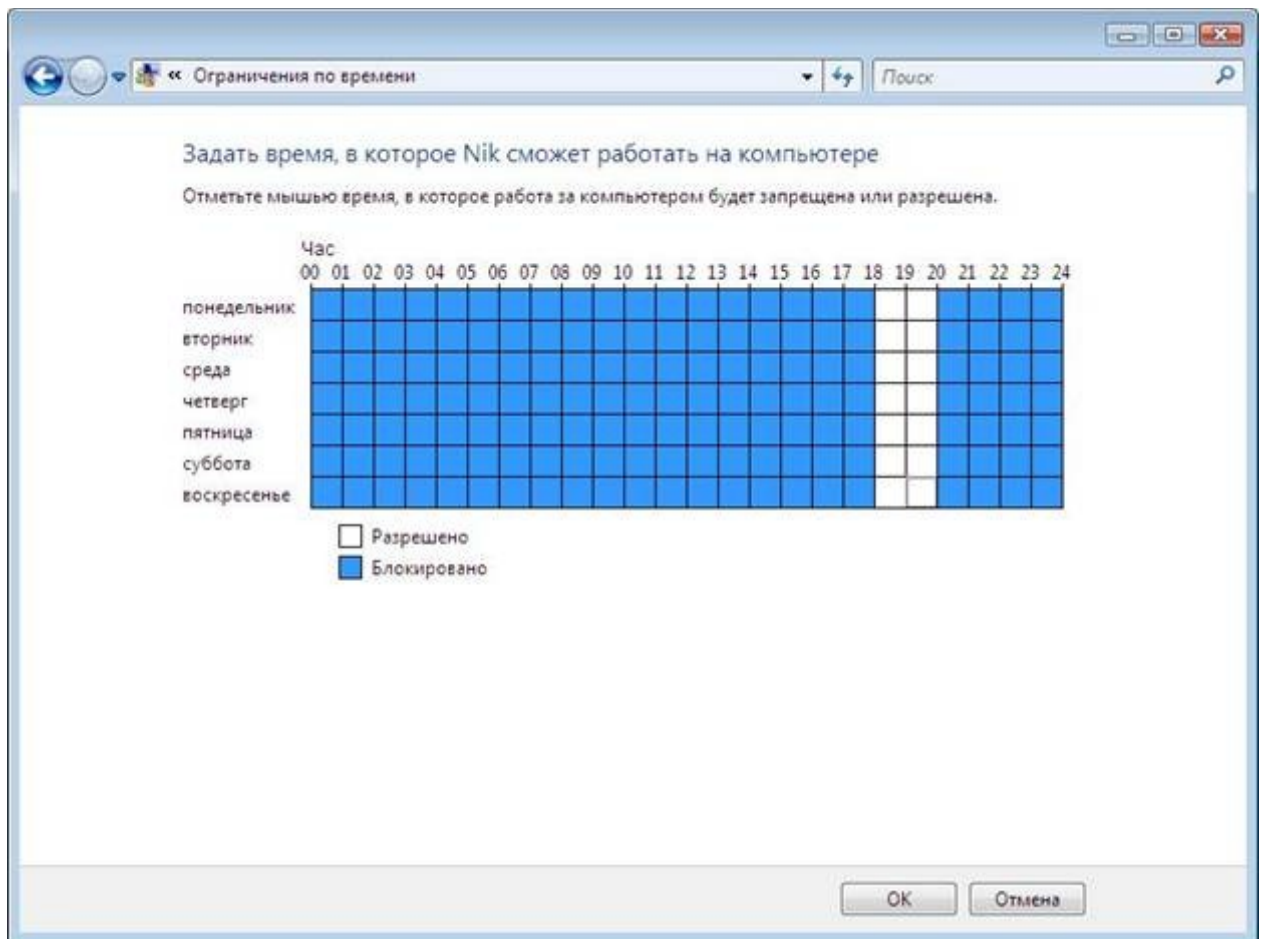 « Ограничения по времени
Поиск
Задать время, в которое Nik сможет работать на компьютере
Отметьте мышью время, в которое работа за компьютером будет запрещена или разрешена.
Час
00 01 02 03 04 05 06 07 08 09 10 11 12 13 14 15 16 17 18 19 20 21 22 23 24
понедельник
вторник
среда
четверг
пятница
суббота
воскресенье
Разрешено
Блокировано
OK Отмена